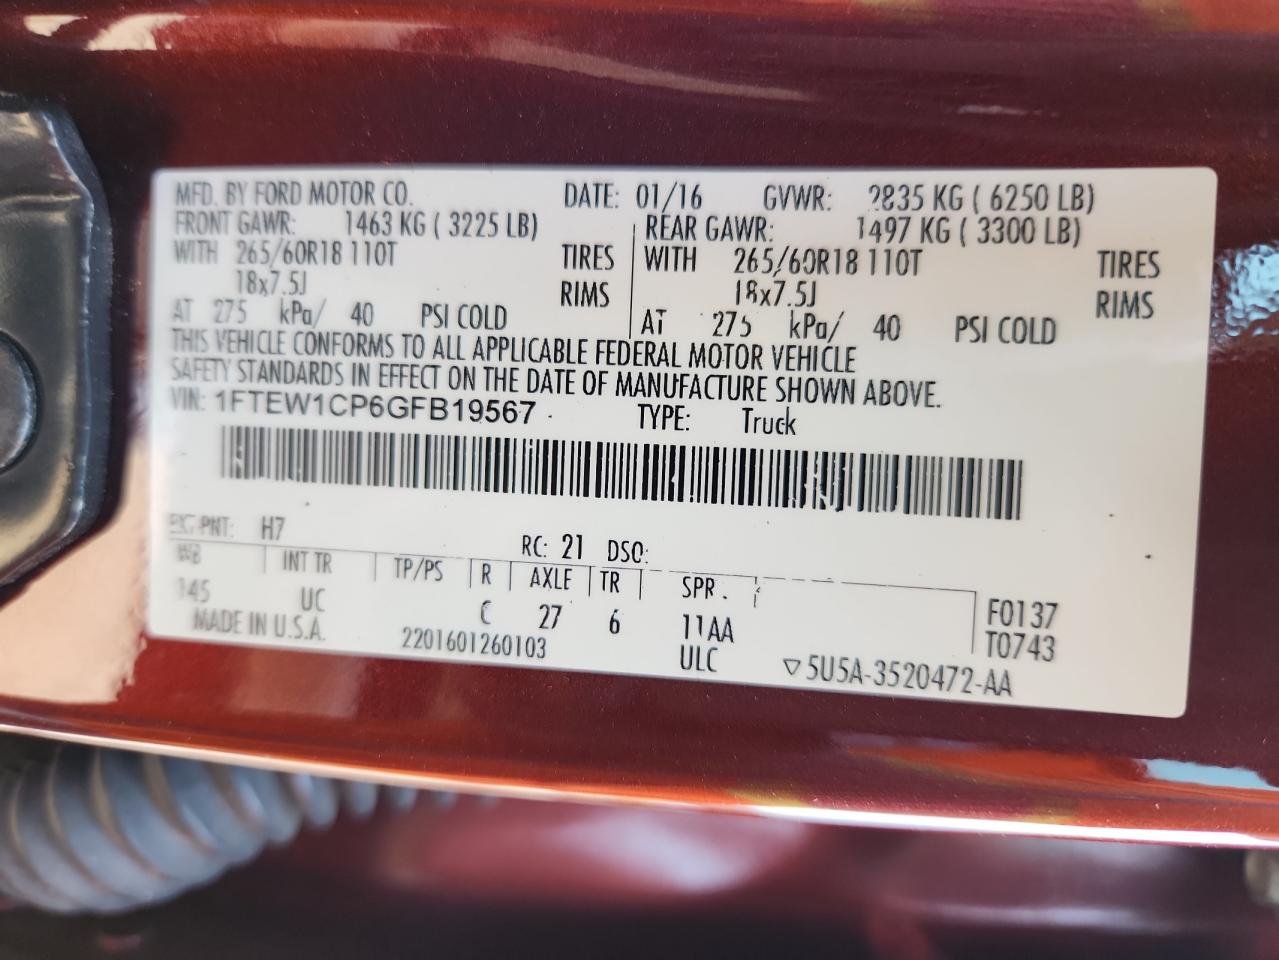 MFD. BY FORD MOTOR CO. DATE: 01/16 GVWR: 2835 KG ( 6250 LB)
FRONT GAWR: 1463 KG ( 3225 LB) REAR GAWR: 1497 KG ( 3300 LB)
WITH 265/60R18 110T TIRES WITH 265/60R18 110T TIRES
18x7.5J RIMS 18x7.5J RIMS
AT 275 kPa/ 40 PSI COLD AT 275 kPa/ 40 PSI COLD
THIS VEHICLE CONFORMS TO ALL APPLICABLE FEDERAL MOTOR VEHICLE
SAFETY STANDARDS IN EFFECT ON THE DATE OF MANUFACTURE SHOWN ABOVE.
VIN: 1FTEW1CP6GFB19567 TYPE: Truck
EXT PNT: H7 RC: 21 DSO:
WB INT TR TP/PS R AXLE TR SPR
145 UC C 27 6 11AA F0137
MADE IN U.S.A. 2201601260103 ULC T0743
▽5U5A-3520472-AA